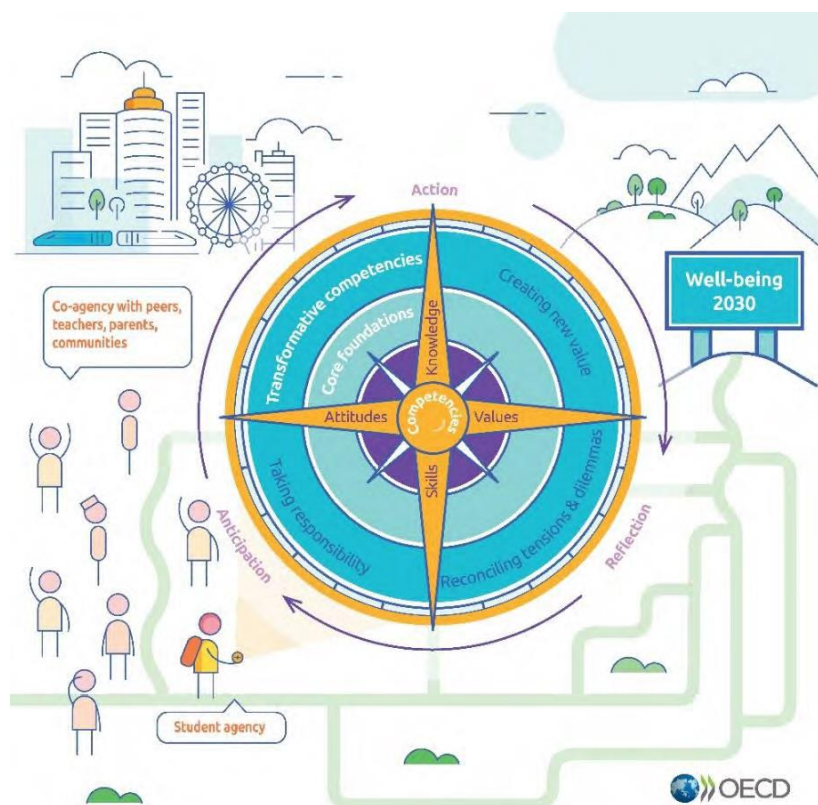 Action
Transformative competencies
Creating new value
Core foundations
Knowledge
Well-being
2030
Co-agency with peers,
teachers, parents,
communities
Attitudes
Competencies
Values
Skills
Taking responsibility
Reconciling tensions & dilemmas
Anticipation
Reflection
Student agency
OECD